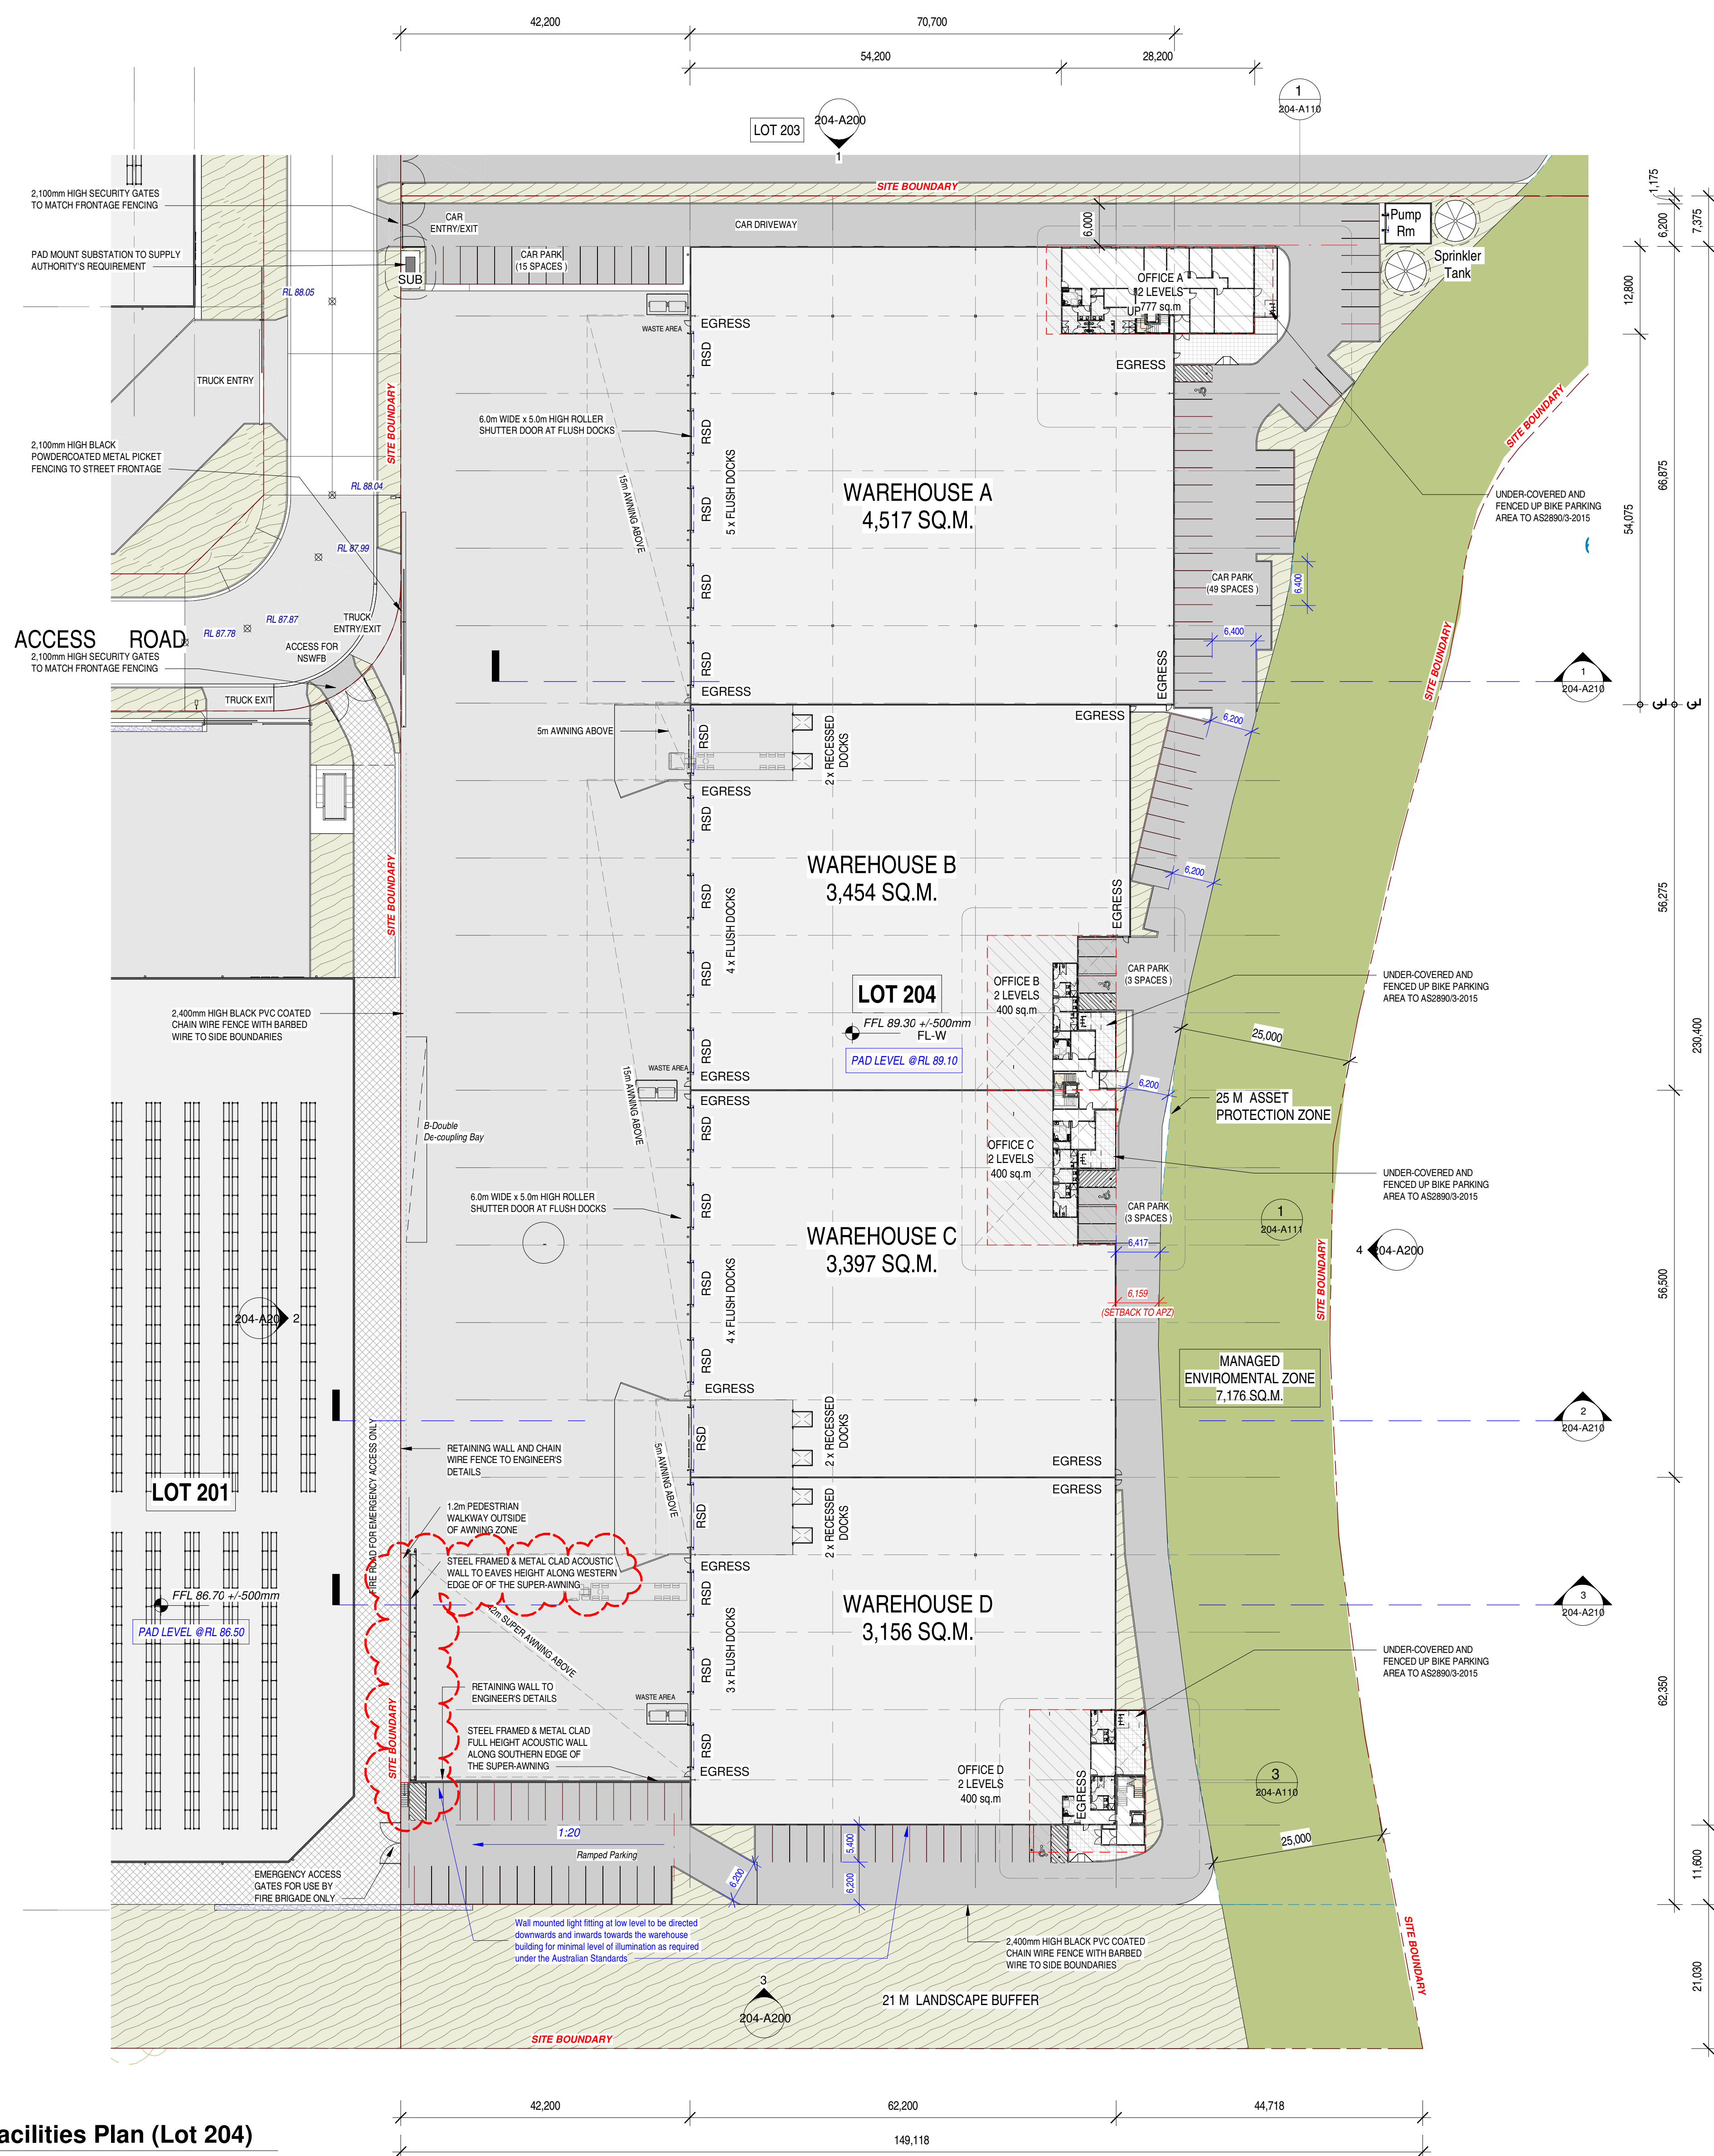 42,200
70,700
54,200
28,200
1
204-A110
LOT 203
204-A200
1
2,100mm HIGH SECURITY GATES
TO MATCH FRONTAGE FENCING
SITE BOUNDARY
1,175
6,200
7,375
CAR
ENTRY/EXIT
CAR DRIVEWAY
6,000
Pump
Rm
Sprinkler
Tank
PAD MOUNT SUBSTATION TO SUPPLY
AUTHORITY'S REQUIREMENT
SUB
CAR PARK
(15 SPACES )
OFFICE A
2 LEVELS
777 sq.m
UP
12,800
RL 88.05
WASTE AREA
EGRESS
RSD
EGRESS
TRUCK ENTRY
SITE BOUNDARY
SITE BOUNDARY
6.0m WIDE x 5.0m HIGH ROLLER
SHUTTER DOOR AT FLUSH DOCKS
RSD
2,100mm HIGH BLACK
POWDERCOATED METAL PICKET
FENCING TO STREET FRONTAGE
15m AWNING ABOVE
5 x FLUSH DOCKS
WAREHOUSE A
4,517 SQ.M.
RL 88.04
RSD
UNDER-COVERED AND
FENCED UP BIKE PARKING
AREA TO AS2890/3-2015
66,875
54,075
RL 87.99
RSD
CAR PARK
(49 SPACES )
6,400
RL 87.87
RL 87.78
TRUCK
ENTRY/EXIT
ACCESS ROAD
ACCESS FOR
NSWFB
6,400
2,100mm HIGH SECURITY GATES
TO MATCH FRONTAGE FENCING
RSD
EGRESS
SITE BOUNDARY
1
204-A210
TRUCK EXIT
EGRESS
EGRESS
6,200
5m AWNING ABOVE
RSD
2 x RECESSED
DOCKS
EGRESS
RSD
WAREHOUSE B
3,454 SQ.M.
6,200
SITE BOUNDARY
RSD
4 x FLUSH DOCKS
EGRESS
56,275
RSD
CAR PARK
(3 SPACES )
UNDER-COVERED AND
FENCED UP BIKE PARKING
AREA TO AS2890/3-2015
LOT 204
OFFICE B
2 LEVELS
400 sq.m
2,400mm HIGH BLACK PVC COATED
CHAIN WIRE FENCE WITH BARBED
WIRE TO SIDE BOUNDARIES
FFL 89.30 +/-500mm
FL-W
PAD LEVEL @RL 89.10
RSD
25,000
230,400
WASTE AREA
EGRESS
15m AWNING ABOVE
6,200
EGRESS
25 M ASSET
PROTECTION ZONE
B-Double
De-coupling Bay
RSD
OFFICE C
2 LEVELS
400 sq.m
UNDER-COVERED AND
FENCED UP BIKE PARKING
AREA TO AS2890/3-2015
6.0m WIDE x 5.0m HIGH ROLLER
SHUTTER DOOR AT FLUSH DOCKS
RSD
CAR PARK
(3 SPACES )
1
204-A111
-
WAREHOUSE C
3,397 SQ.M.
6,417
4
204-A200
SITE BOUNDARY
RSD
4 x FLUSH DOCKS
6,159
(SETBACK TO APZ)
56,500
204-A20
2
RSD
MANAGED
ENVIROMENTAL ZONE
7,176 SQ.M.
EGRESS
2
204-A210
RSD
2 x RECESSED
DOCKS
FIRE ROAD FOR EMERGENCY ACCESS ONLY
RETAINING WALL AND CHAIN
WIRE FENCE TO ENGINEER'S
DETAILS
5m AWNING ABOVE
EGRESS
EGRESS
LOT 201
1.2m PEDESTRIAN
WALKWAY OUTSIDE
OF AWNING ZONE
RSD
2 x RECESSED
DOCKS
STEEL FRAMED & METAL CLAD ACOUSTIC
WALL TO EAVES HEIGHT ALONG WESTERN
EDGE OF OF THE SUPER-AWNING
EGRESS
RSD
FFL 86.70 +/-500mm
PAD LEVEL @RL 86.50
42m SUPER AWNING ABOVE
WAREHOUSE D
3,156 SQ.M.
3
204-A210
3 x FLUSH DOCKS
RSD
UNDER-COVERED AND
FENCED UP BIKE PARKING
AREA TO AS2890/3-2015
62,350
RETAINING WALL TO
ENGINEER'S DETAILS
WASTE AREA
SITE BOUNDARY
STEEL FRAMED & METAL CLAD
FULL HEIGHT ACOUSTIC WALL
ALONG SOUTHERN EDGE OF
THE SUPER-AWNING
RSD
EGRESS
OFFICE D
2 LEVELS
400 sq.m
EGRESS
3
204-A110
1:20
Ramped Parking
5,400
25,000
EMERGENCY ACCESS
GATES FOR USE BY
FIRE BRIGADE ONLY
6,200
6,200
11,600
Wall mounted light fitting at low level to be directed
downwards and inwards towards the warehouse
building for minimal level of illumination as required
under the Australian Standards
2,400mm HIGH BLACK PVC COATED
CHAIN WIRE FENCE WITH BARBED
WIRE TO SIDE BOUNDARIES
SITE BOUNDARY
3
204-A200
21 M LANDSCAPE BUFFER
21,030
SITE BOUNDARY
42,200
62,200
44,718
149,118
acilities Plan (Lot 204)